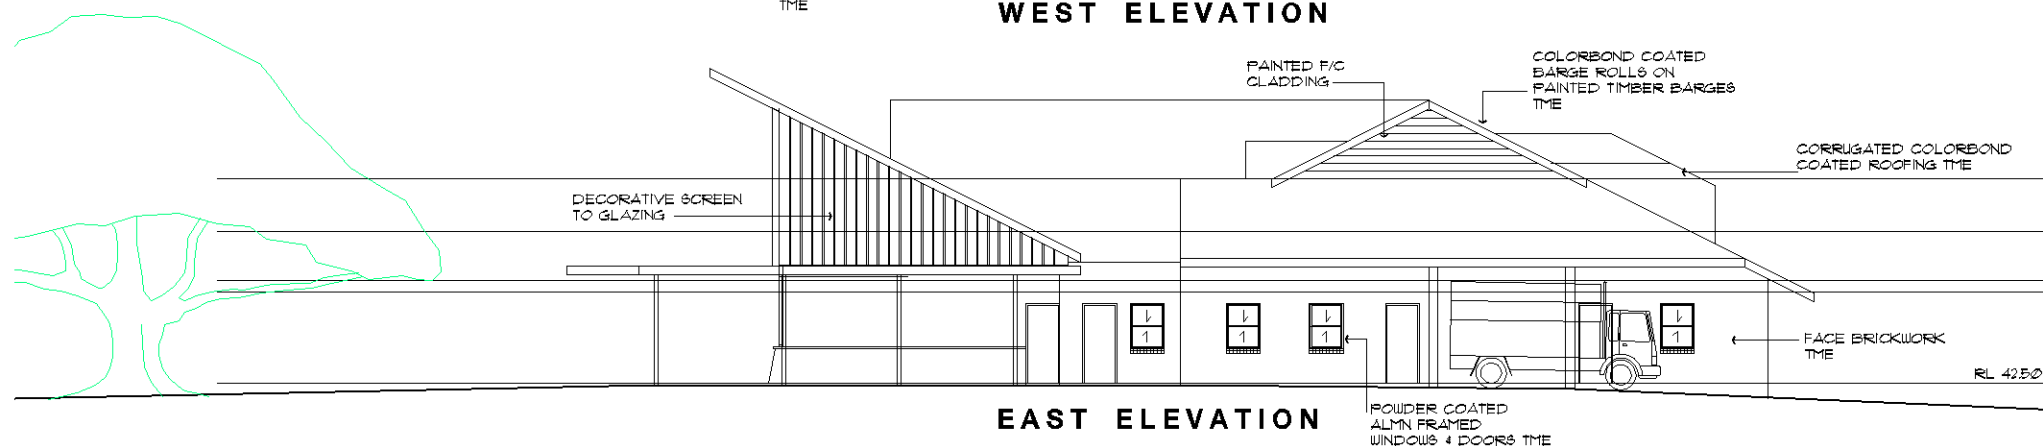 TME
WEST ELEVATION
PAINTED F/C
CLADDING
COLORBOND COATED
BARGE ROLLS ON
PAINTED TIMBER BARGES
TME
CORRUGATED COLORBOND
COATED ROOFING TME
DECORATIVE SCREEN
TO GLAZING
FACE BRICKWORK
TME
RL 42.50
EAST ELEVATION
POWDER COATED
ALMN FRAMED
WINDOWS & DOORS TME